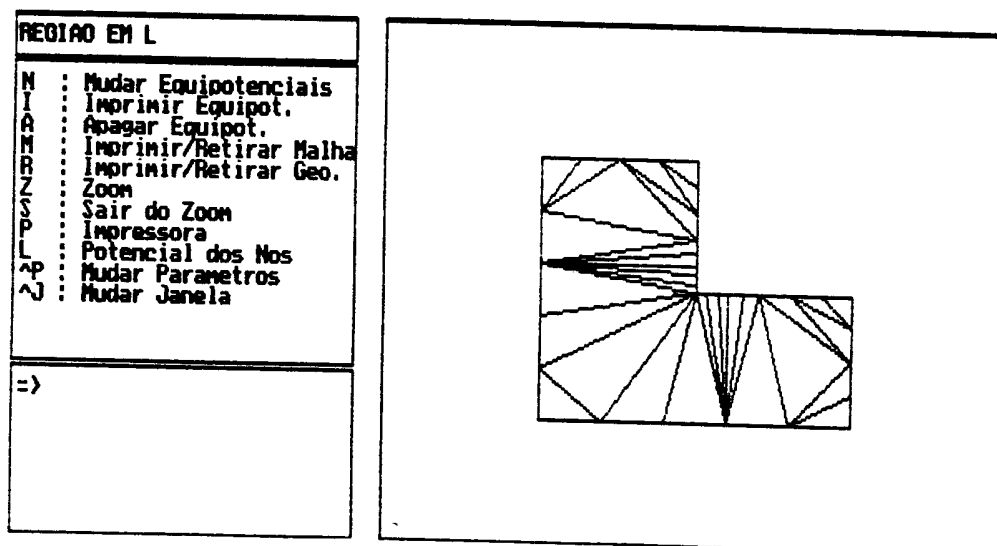 REGIAO EM L
N : Mudar Equipotenciais
I : Imprimir Equipot.
A : Apagar Equipot.
M : Imprimir/Retirar Malha
R : Imprimir/Retirar Geo.
Z : Zoom
S : Sair do Zoom
P : Impressora
L : Potencial dos Nos
^P : Mudar Parametros
^J : Mudar Janela
=>